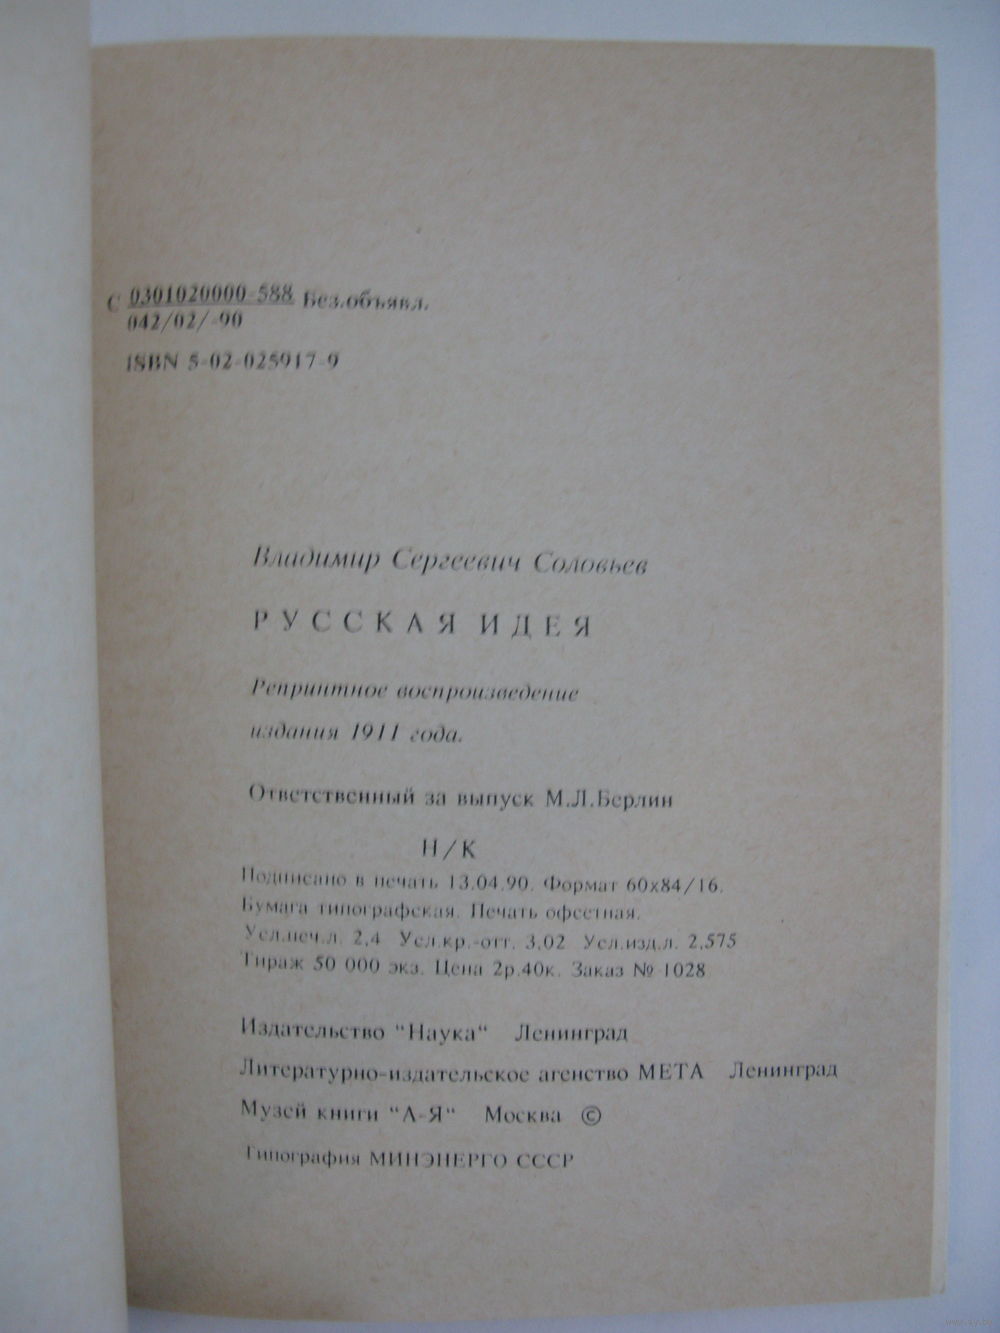 С 0301020000-588 Без.объявл.
042/02/-90
ISBN 5-02-025917-9
Владимир Сергеевич Соловьев
РУССКАЯ ИДЕЯ
Репринтное воспроизведение
издания 1911 года.
Ответственный за выпуск М.Л.Берлин
Н/К
Подписано в печать 13.04.90. Формат 60х84/16.
Бумага типографская. Печать офсетная.
Усл.печ.л. 2,4 Усл.кр.-отт. 3,02 Усл.изд.л. 2,575
Тираж 50 000 экз. Цена 2р.40к. Заказ № 1028
Издательство "Наука" Ленинград
Литературно-издательское агенство МЕТА Ленинград
Музей книги "А-Я" Москва ©
Типография МИНЭНЕРГО СССР